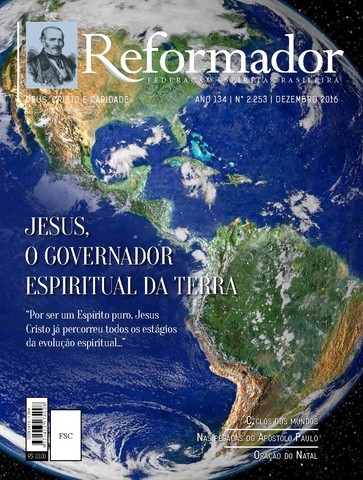 Reformador
FEDERAÇÃO ESPÍRITA BRASILEIRA
DEUS, CRISTO E CARIDADE
ANO 134 | Nº 2.253 | DEZEMBRO 2016
JESUS,
O GOVERNADOR
ESPIRITUAL DA TERRA
"Por ser um Espírito puro, Jesus
Cristo já percorreu todos os estágios
da evolução espiritual..."
CICLOS DOS MUNDOS
NAS PEGADAS DO APÓSTOLO PAULO
ORAÇÃO DO NATAL
FSC
R$ 10,00